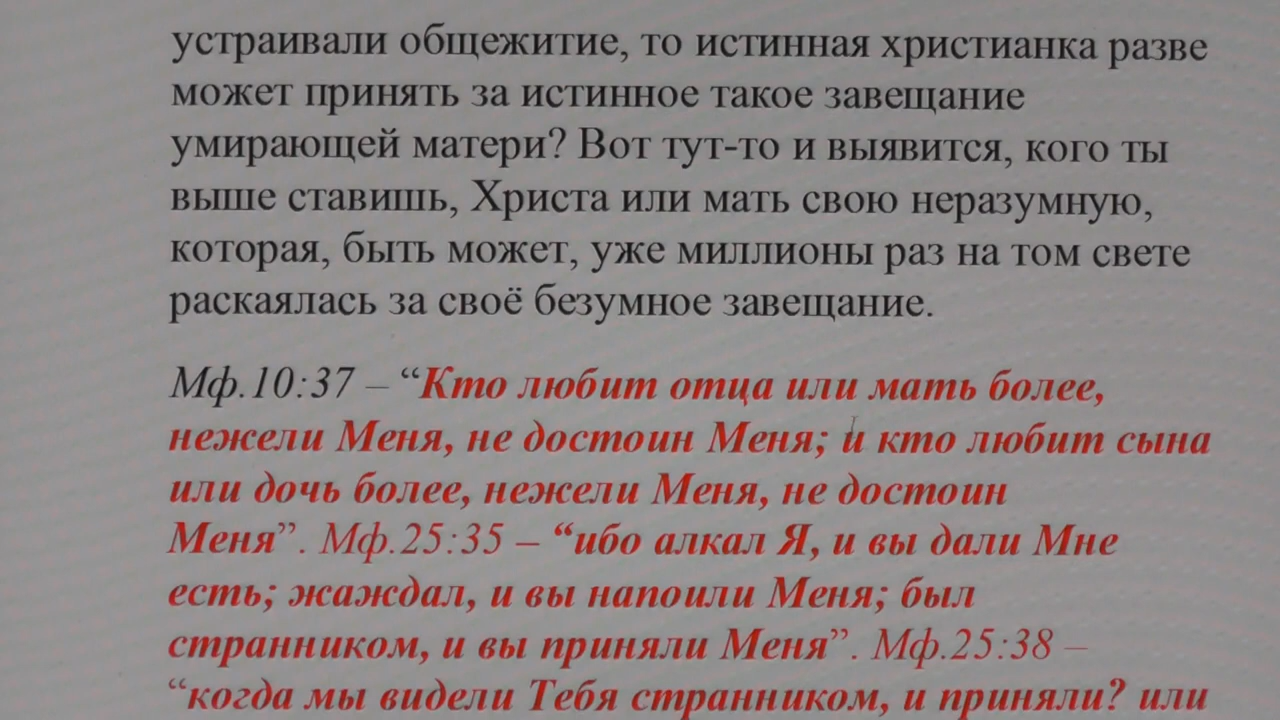 устраивали общежитие, то истинная христианка разве
может принять за истинное такое завещание
умирающей матери? Вот тут-то и выявится, кого ты
выше ставишь, Христа или мать свою неразумную,
которая, быть может, уже миллионы раз на том свете
раскаялась за своё безумное завещание.
Мф.10:37 – “Кто любит отца или мать более,
нежели Меня, не достоин Меня; и кто любит сына
или дочь более, нежели Меня, не достоин
Меня”. Мф.25:35 – “ибо алкал Я, и вы дали Мне
есть; жаждал, и вы напоили Меня; был
странником, и вы приняли Меня”. Мф.25:38 –
“когда мы видели Тебя странником, и приняли? или